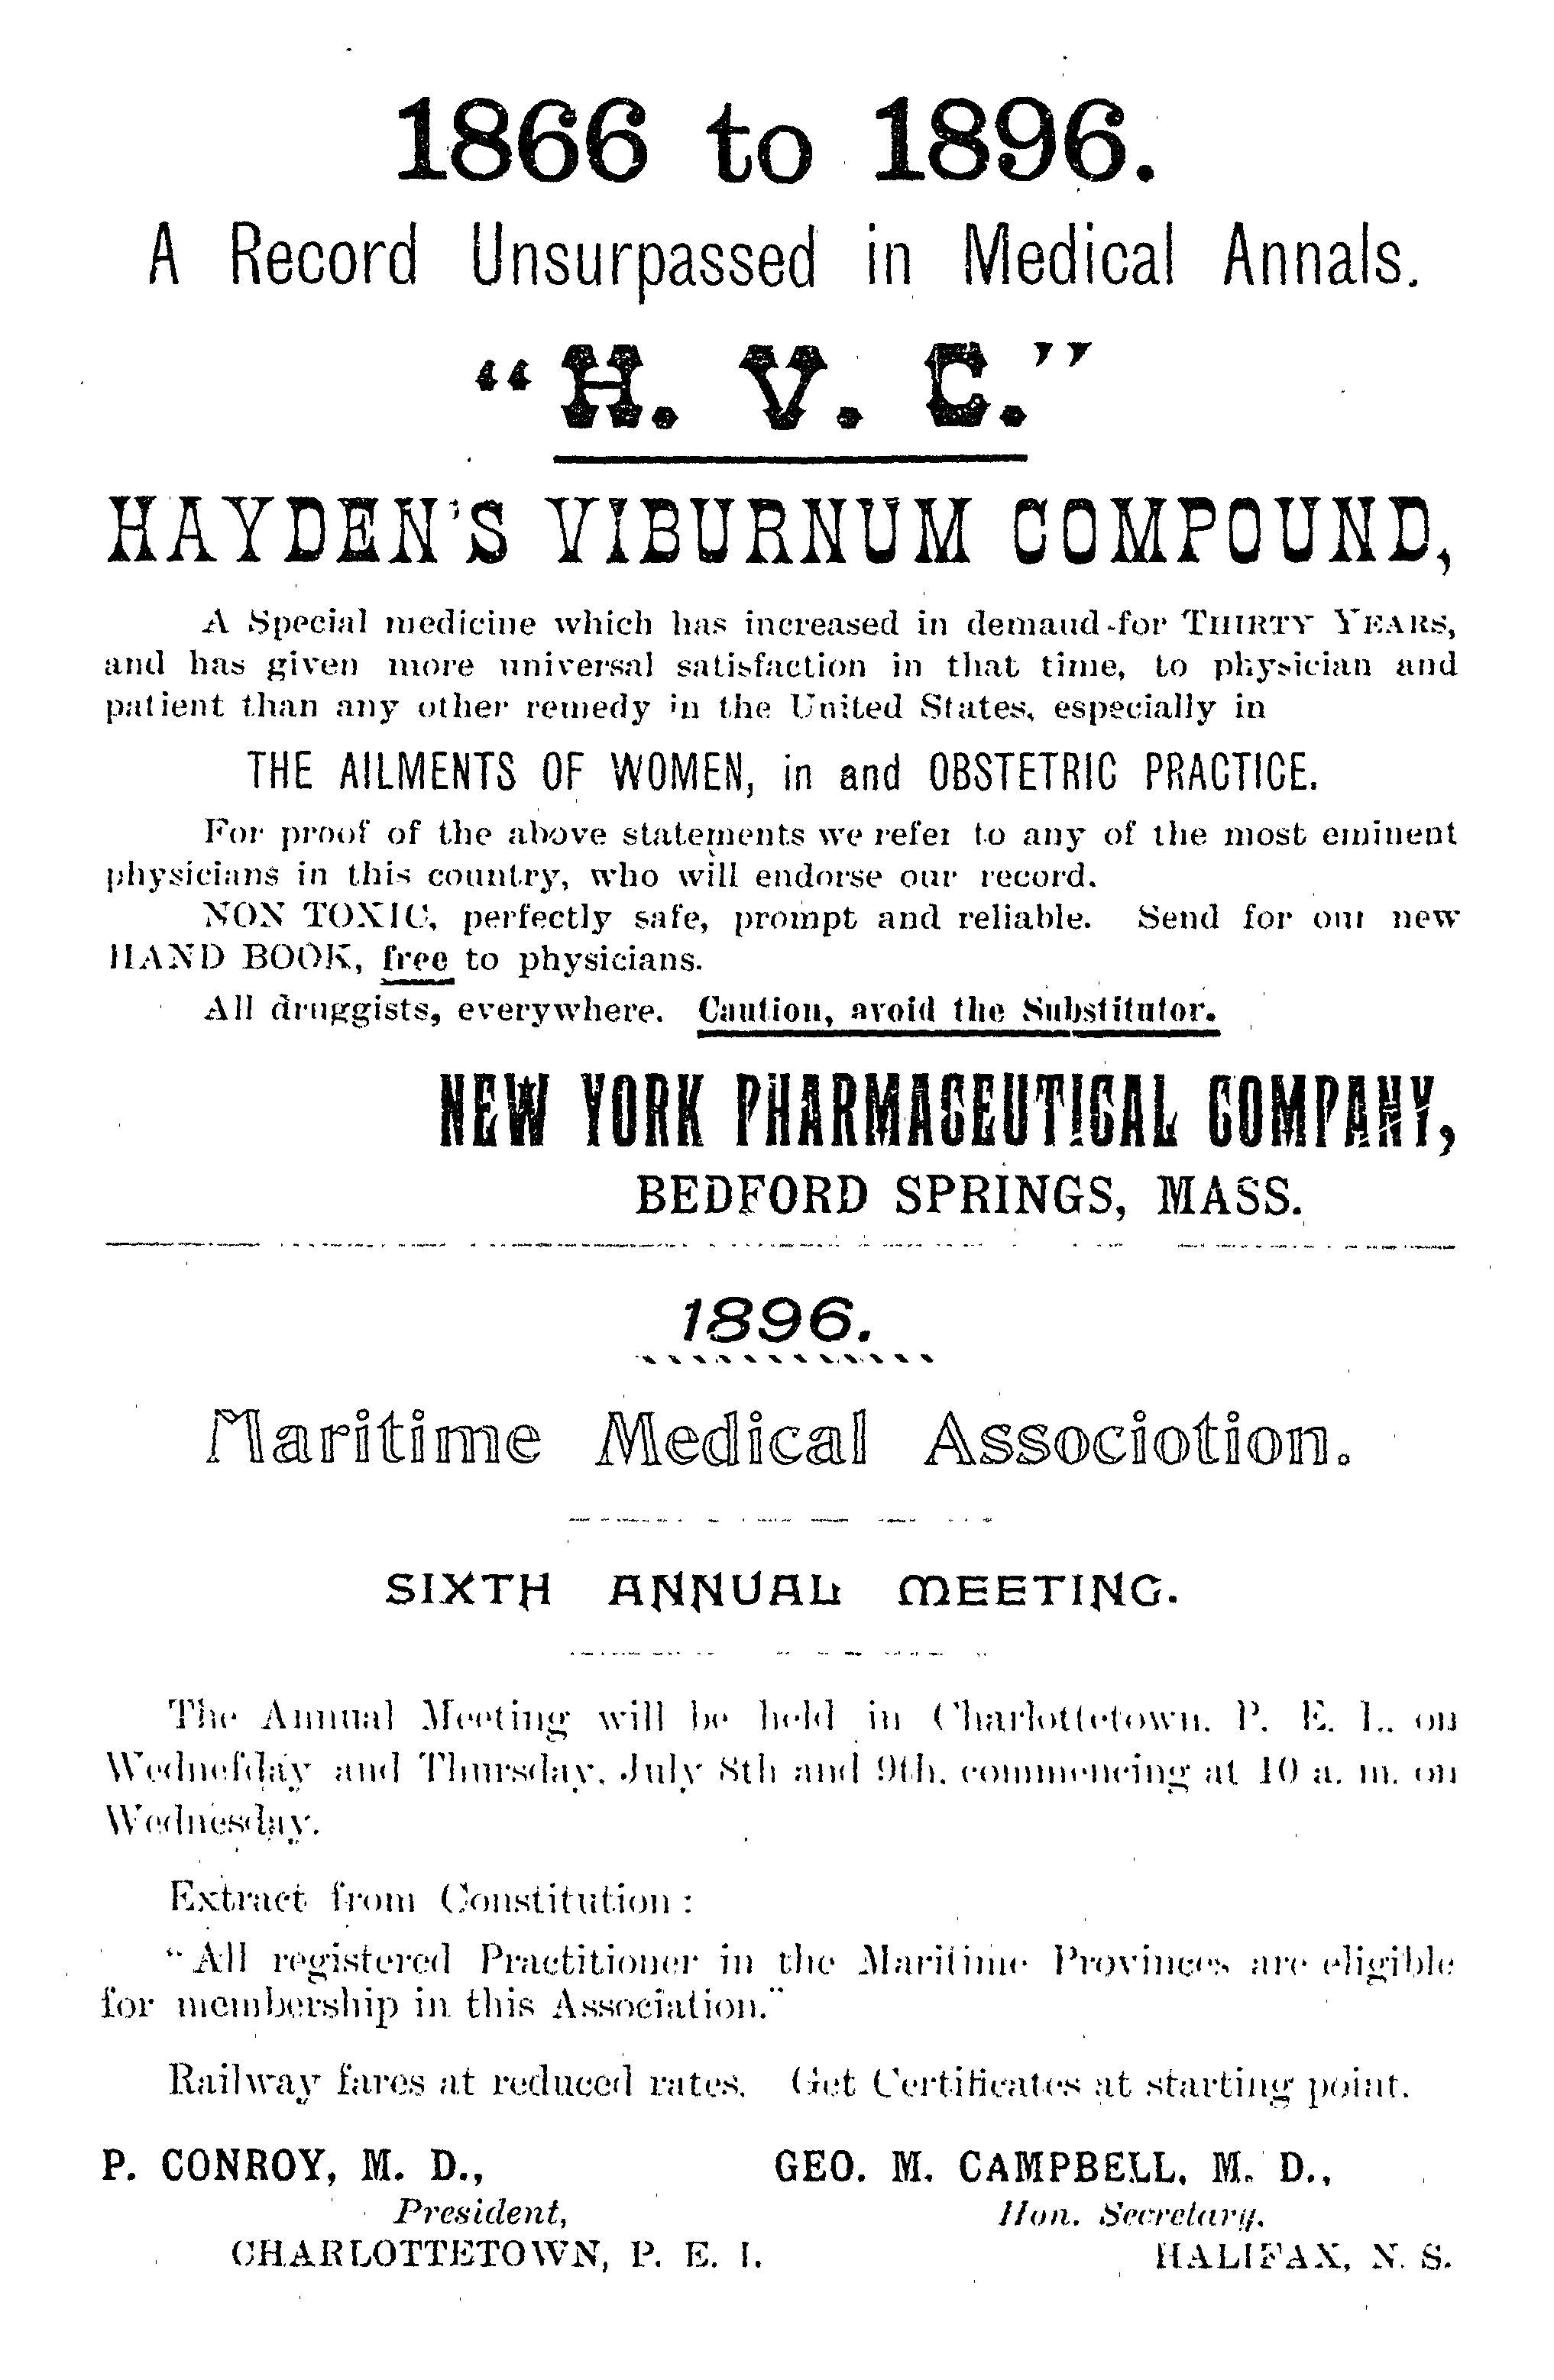 1866 to 1896.
A Record Unsurpassed in Medical Annals.
“H. V. C.”
HAYDEN'S VIBURNUM COMPOUND,
A Special medicine which has increased in demand-for THIRTY YEARS,
and has given more universal satisfaction in that time, to physician and
patient than any other remedy in the United States, especially in
THE AILMENTS OF WOMEN, in and OBSTETRIC PRACTICE.
For proof of the above statements we refer to any of the most eminent
physicians in this country, who will endorse our record.
NON TOXIC, perfectly safe, prompt and reliable. Send for our new
HAND BOOK, free to physicians.
All druggists, everywhere. Caution, avoid the Substitutor.
NEW YORK PHARMACEUTICAL COMPANY,
BEDFORD SPRINGS, MASS.
1896.
Maritime Medical Associotion.
SIXTH ANNUAL MEETING.
The Annual Meeting will be held in Charlottetown, P. E. I., on
Wednefday and Thursday, July 8th and 9th, commencing at 10 a. m. on
Wednesday.
Extract from Constitution:
“All registered Practitioner in the Maritime Provinces are eligible
for membership in this Association.”
Railway fares at reduced rates. Get Certificates at starting point.
P. CONROY, M. D., GEO. M. CAMPBELL, M. D.,
President, Hon. Secretary,
CHARLOTTETOWN, P. E. I. HALIFAX, N. S.